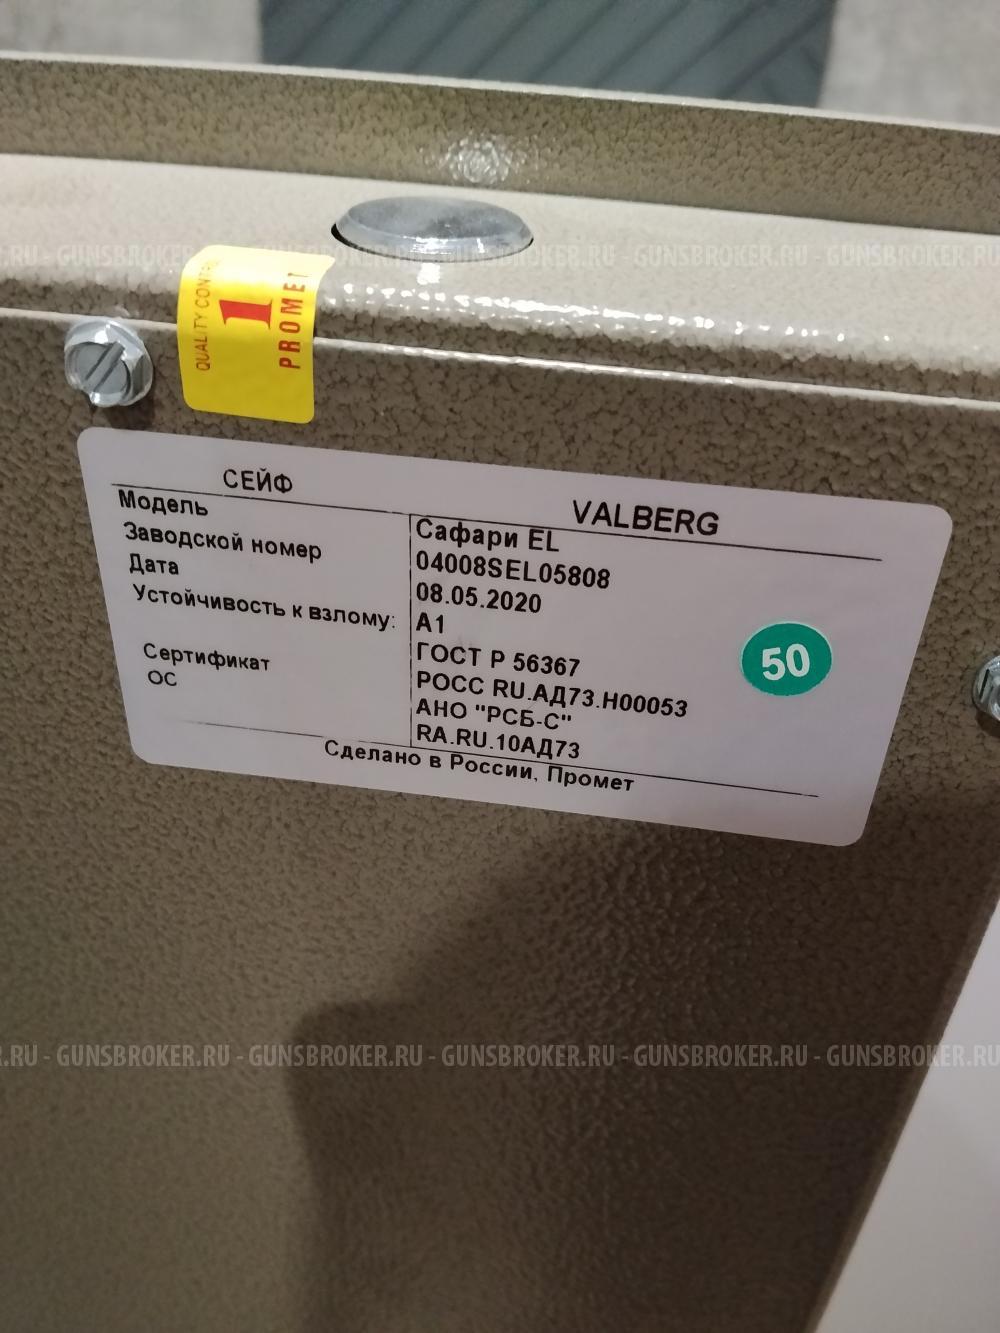 GUNSBROKER.RU - GUNSBROKER.RU - GUNSBROKER.RU - GUNSBROKER.RU
QUALITY CONTROL
1
PROMET
СЕЙФ VALBERG
Модель Сафари EL
Заводской номер 04008SEL05808
Дата 08.05.2020
Устойчивость к взлому: A1
ГОСТ Р 56367
Сертификат РОСС RU.АД73.Н00053
ОС АНО "РСБ-С"
RA.RU.10АД73
50
Сделано в России, Промет
.RU - GUNSBROKER.RU - GUNSBROKER.RU - GUNSBROKER.RU - GUNSBROKER.RU - GUNSBROKER.RU